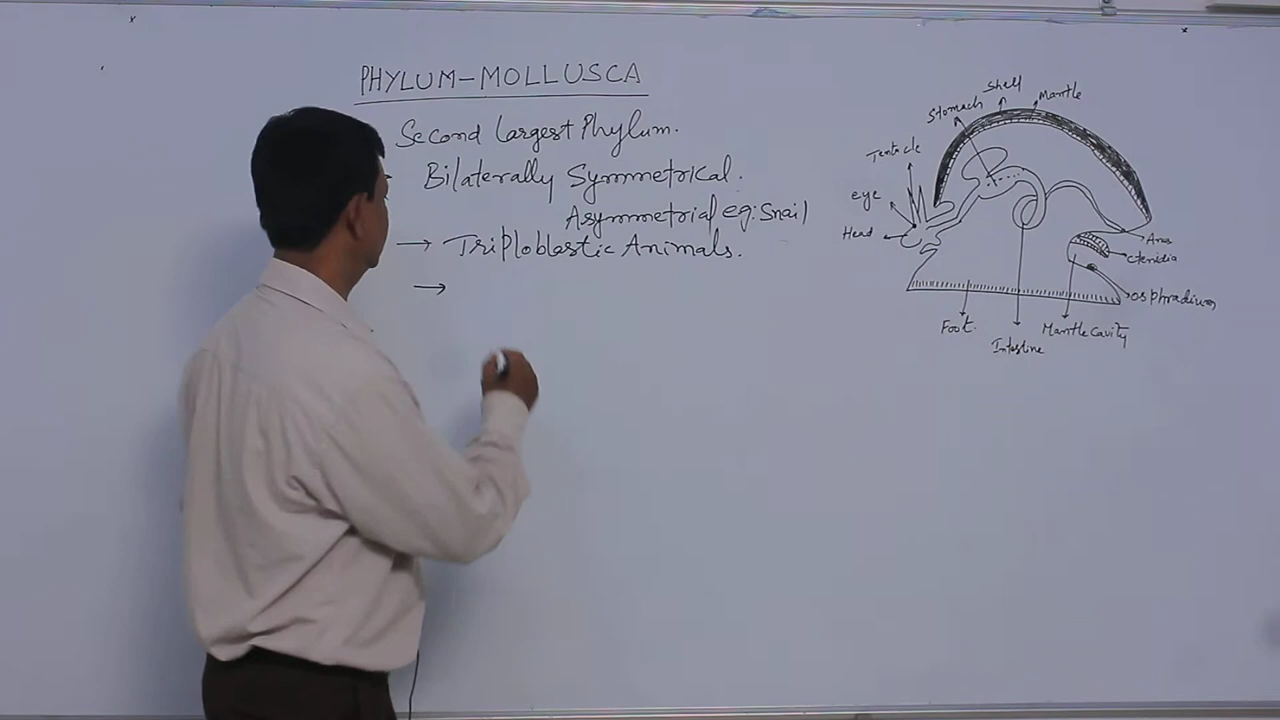 PHYLUM-MOLLUSCA
Second largest Phylum.
Bilaterally Symmetrical.
Asymmetrial eg: Snail
→ Triploblastic Animals.
→
Shell
Mantle
Stomach
Tentacle
eye
Head
Anus
ctenidia
osphradium
Foot.
Mantle cavity
Intestine